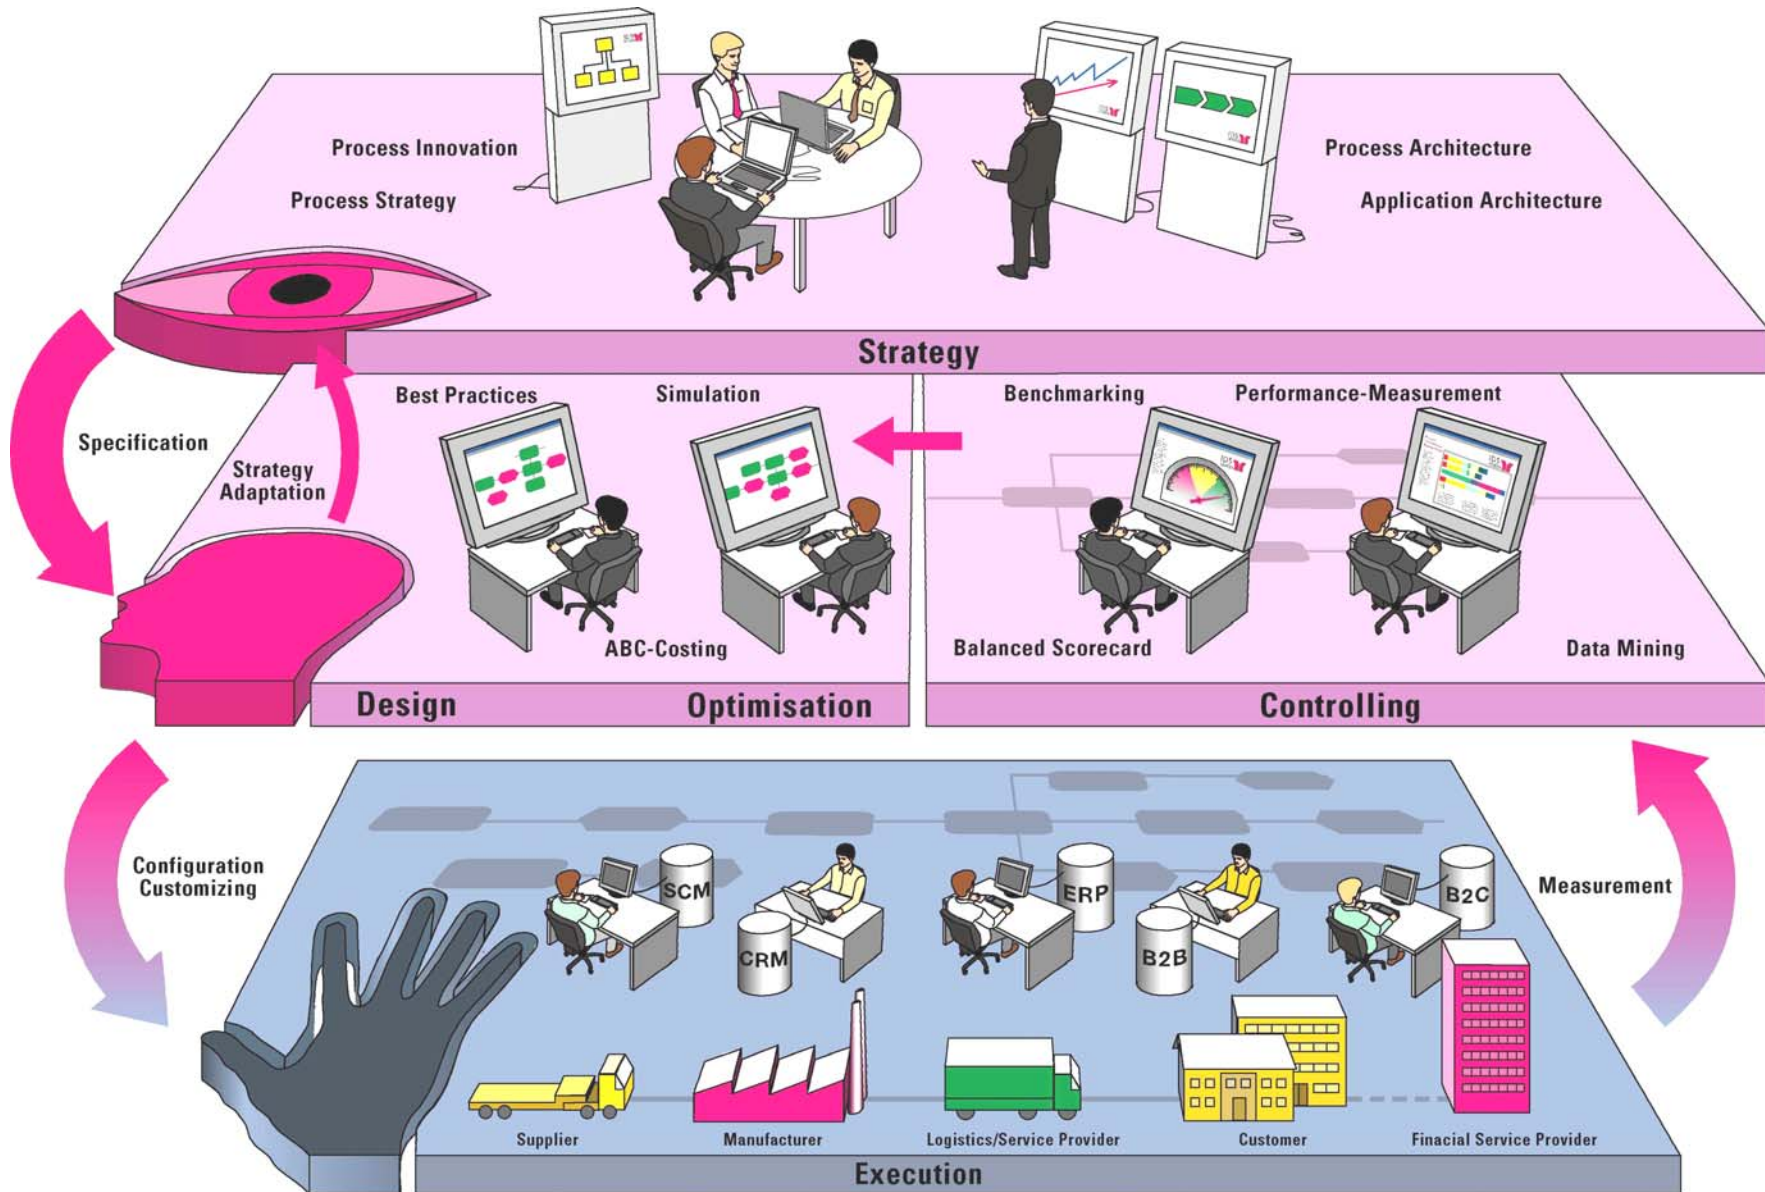 Process Innovation
Process Strategy
Process Architecture
Application Architecture
Strategy
Specification
Strategy
Adaptation
Best Practices
Simulation
ABC-Costing
Design
Optimisation
Benchmarking
Performance-Measurement
Balanced Scorecard
Data Mining
Controlling
Configuration
Customizing
Measurement
SCM
CRM
ERP
B2B
B2C
Supplier
Manufacturer
Logistics/Service Provider
Customer
Finacial Service Provider
Execution